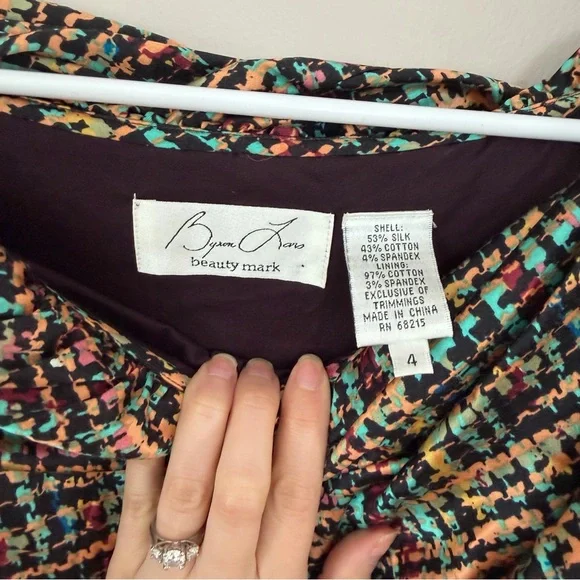 Byron Lars
beauty mark
SHELL:
53% SILK
43% COTTON
4% SPANDEX
LINING:
97% COTTON
3% SPANDEX
EXCLUSIVE OF
TRIMMINGS
MADE IN CHINA
RN 68215
4